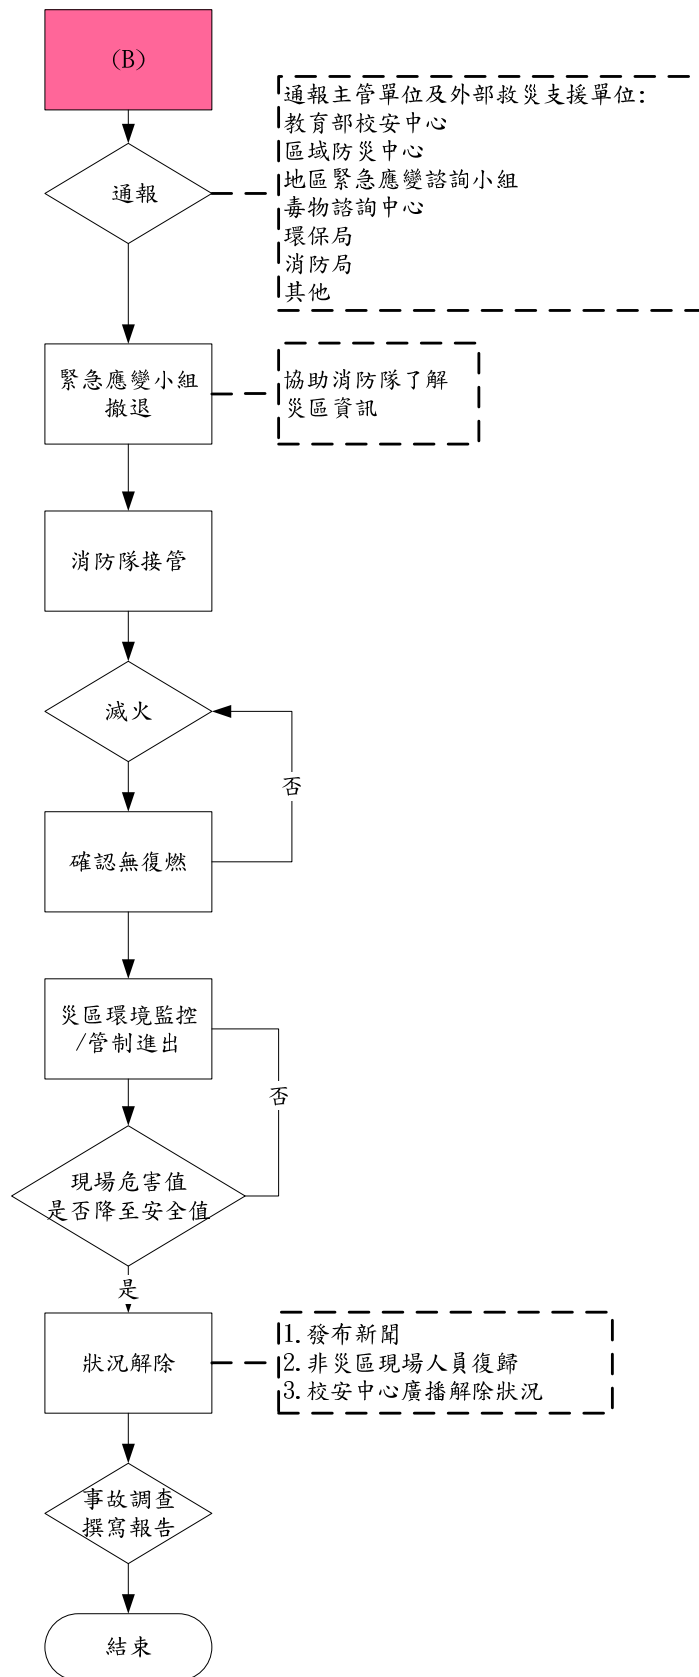 (B)
通報
通報主管單位及外部救災支援單位:
教育部校安中心
區域防災中心
地區緊急應變諮詢小組
毒物諮詢中心
環保局
消防局
其他
緊急應變小組
撤退
協助消防隊了解
災區資訊
消防隊接管
滅火
否
確認無復燃
災區環境監控
/管制進出
否
現場危害值
是否降至安全值
是
狀況解除
1.發布新聞
2.非災區現場人員復歸
3.校安中心廣播解除狀況
事故調查
撰寫報告
結束